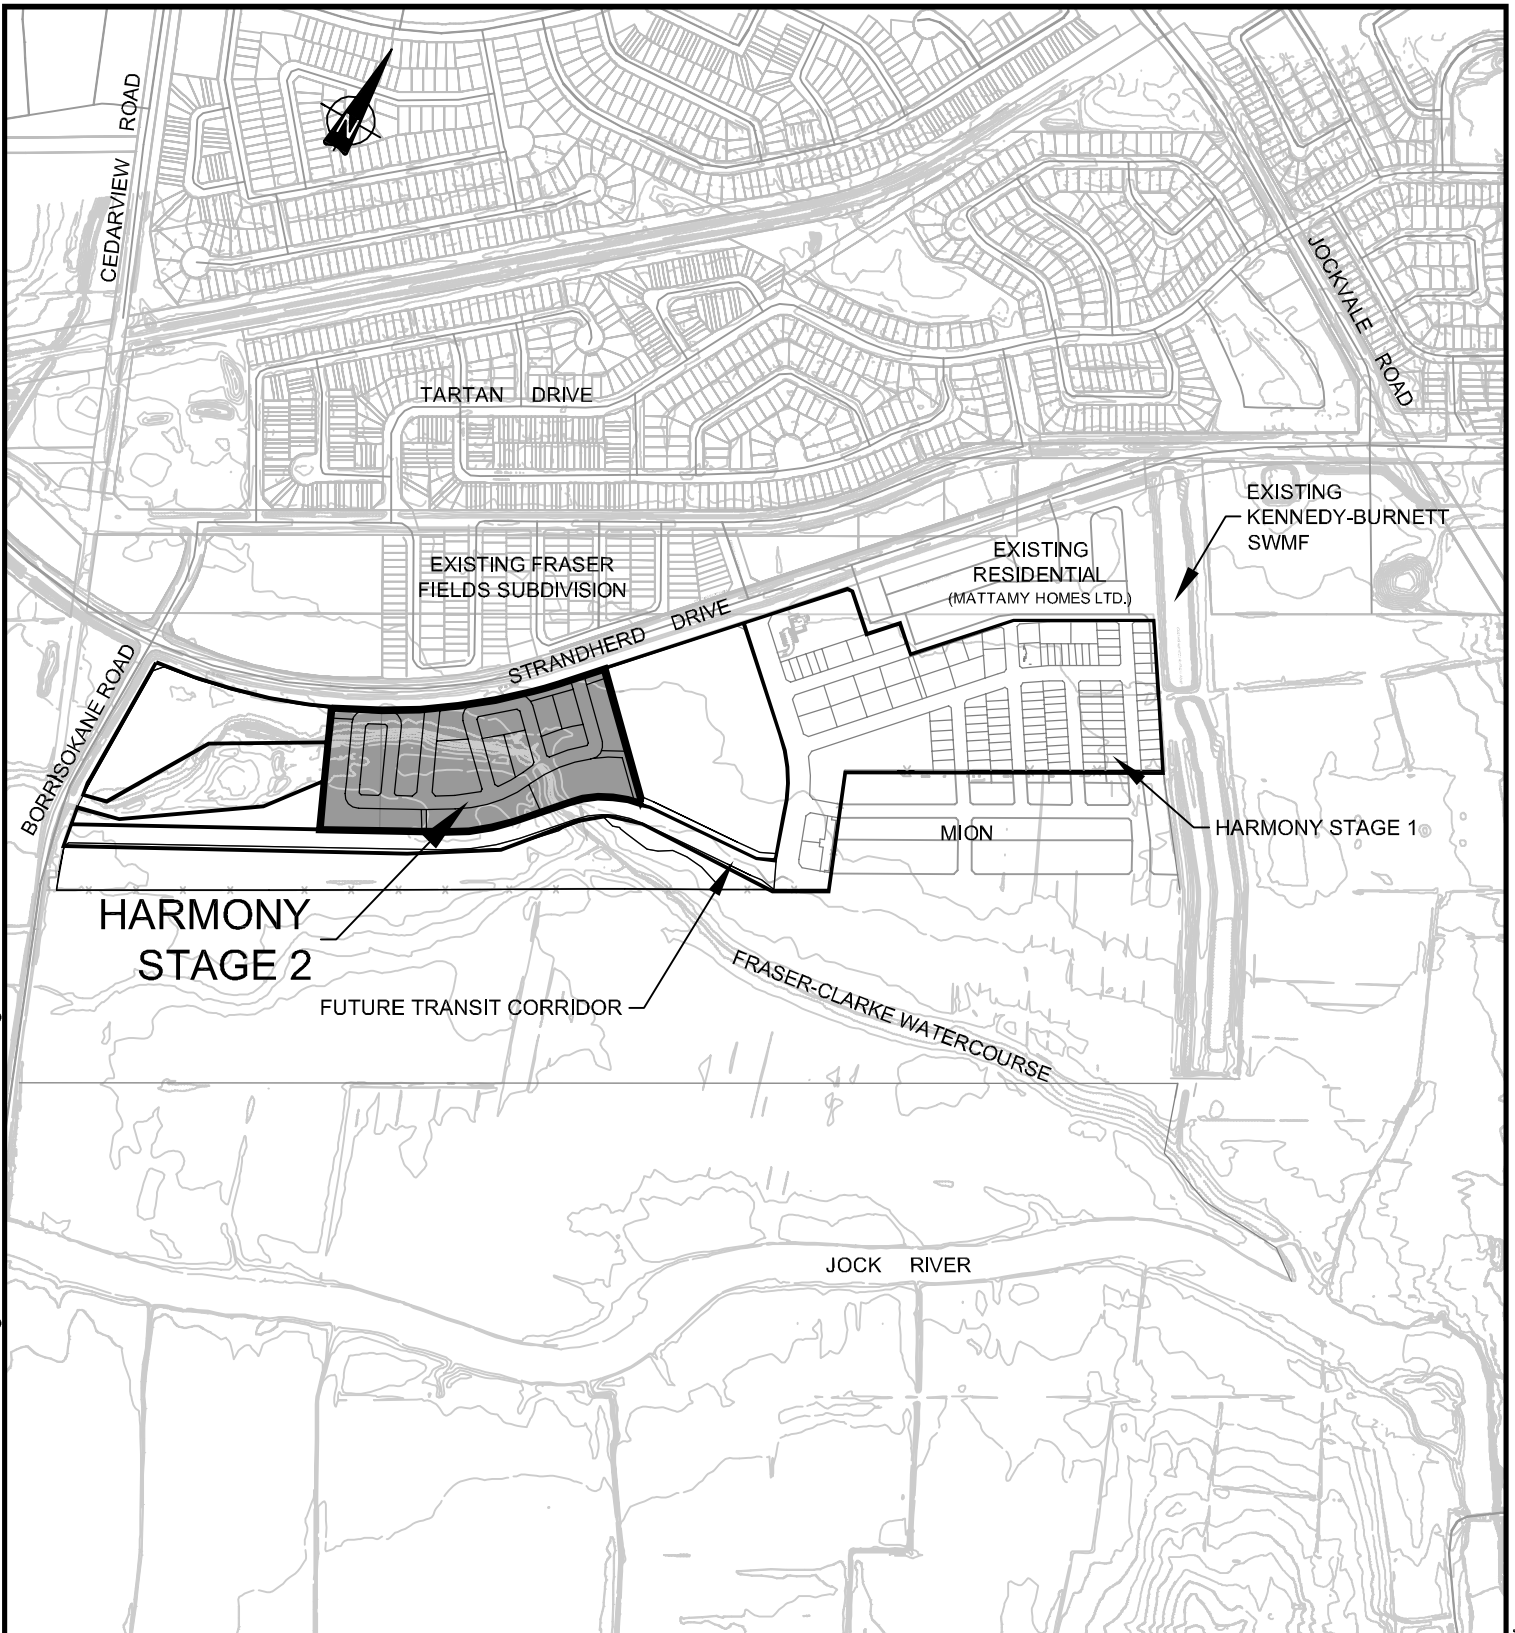 CEDARVIEW ROAD
N
JOCKVALE ROAD
TARTAN DRIVE
EXISTING
KENNEDY-BURNETT
SWMF
EXISTING FRASER
FIELDS SUBDIVISION
EXISTING
RESIDENTIAL
(MATTAMY HOMES LTD.)
STRANDHERD DRIVE
BORRISOKANE ROAD
MION
HARMONY STAGE 1
HARMONY
STAGE 2
FUTURE TRANSIT CORRIDOR
FRASER-CLARKE WATERCOURSE
JOCK RIVER